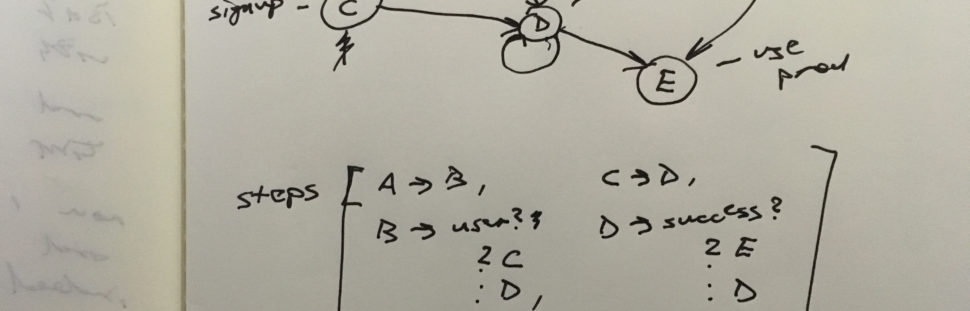 signup - C
D
E - use
prod
steps [ A → B, C → D, ]
B → user? D → success?
? C ? E
: D, : D